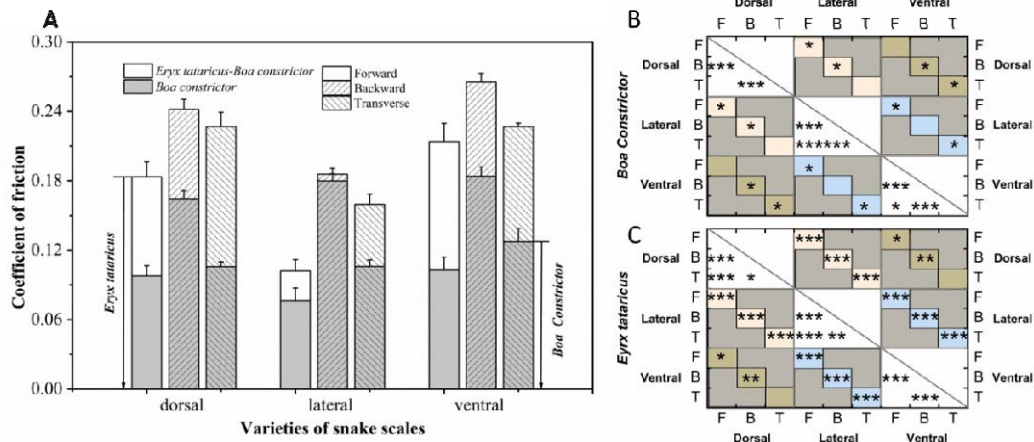 A
0.30
0.24
0.18
0.12
0.06
0.00
Coefficient of friction
Eryx tataricus-Boa constrictor
Boa constrictor
Forward
Backward
Transverse
Eryx tataricus
Boa Constrictor
dorsal lateral ventral
Varieties of snake scales
B
Dorsal Lateral Ventral
F B T F B T F B T
Boa Constrictor
F * F
Dorsal B *** * * B Dorsal
T *** * T
F * * F
Lateral B * *** B Lateral
T *** *** * T
F * F
Ventral B * *** B Ventral
T * * * *** T
C
Eyrx tataricus
F *** * F
Dorsal B *** *** ** B Dorsal
T *** * *** T
F *** *** F
Lateral B *** *** *** B Lateral
T *** *** ** *** T
F * *** F
Ventral B ** *** *** B Ventral
T *** *** T
F B T F B T F B T
Dorsal Lateral Ventral